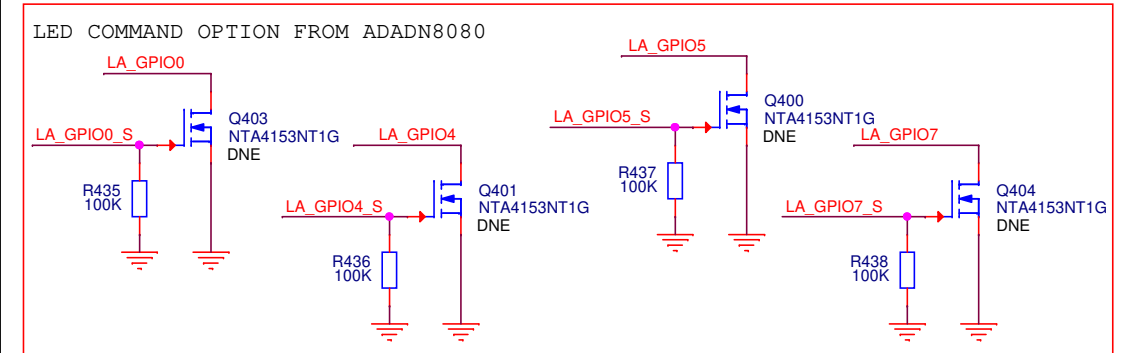 LED COMMAND OPTION FROM ADADN8080
LA_GPIO0
Q403
NTA4153NT1G
DNE
LA_GPIO0_S
R435
100K
LA_GPIO4
Q401
NTA4153NT1G
DNE
LA_GPIO4_S
R436
100K
LA_GPIO5
Q400
NTA4153NT1G
DNE
LA_GPIO5_S
R437
100K
LA_GPIO7
Q404
NTA4153NT1G
DNE
LA_GPIO7_S
R438
100K